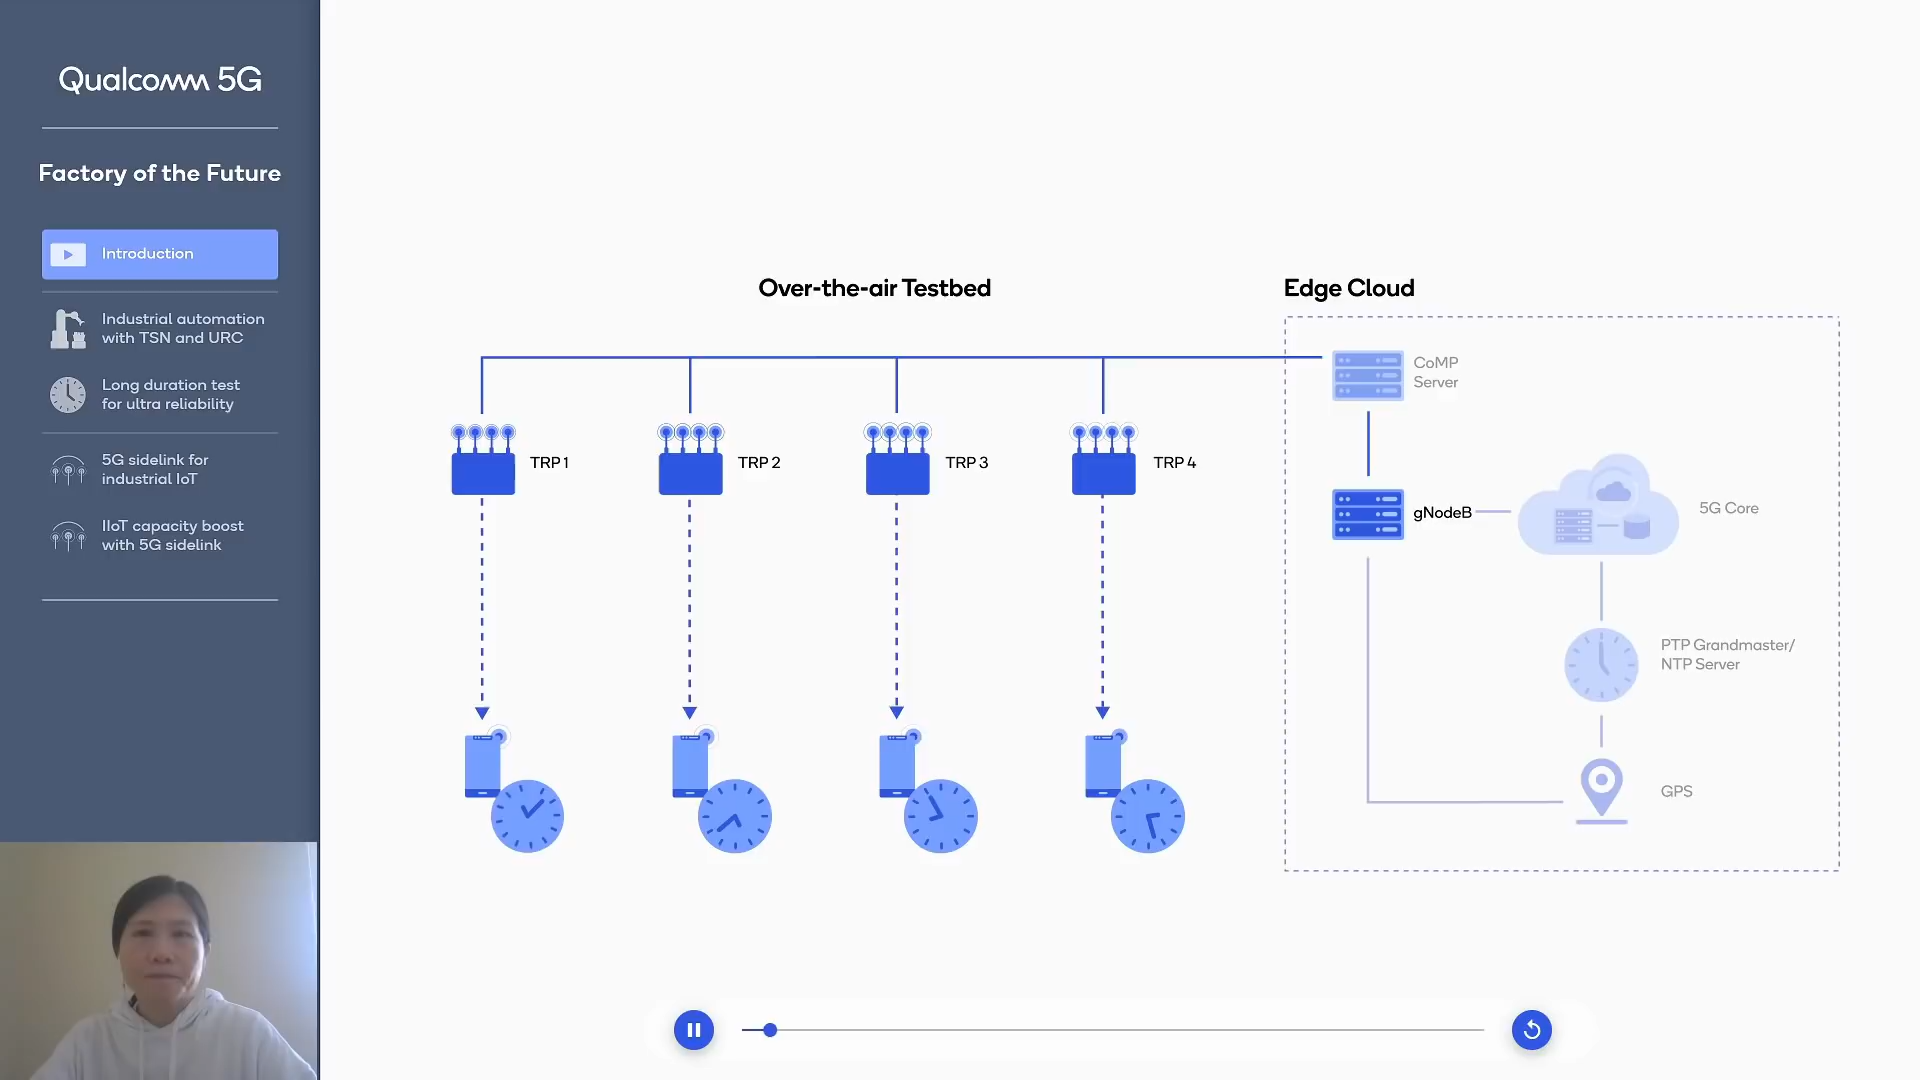 Qualcomm 5G
Factory of the Future
Introduction
Industrial automation
with TSN and URC
Long duration test
for ultra reliability
5G sidelink for
industrial IoT
IIoT capacity boost
with 5G sidelink
Over-the-air Testbed
Edge Cloud
CoMP
Server
TRP 1
TRP 2
TRP 3
TRP 4
gNodeB
5G Core
PTP Grandmaster/
NTP Server
GPS